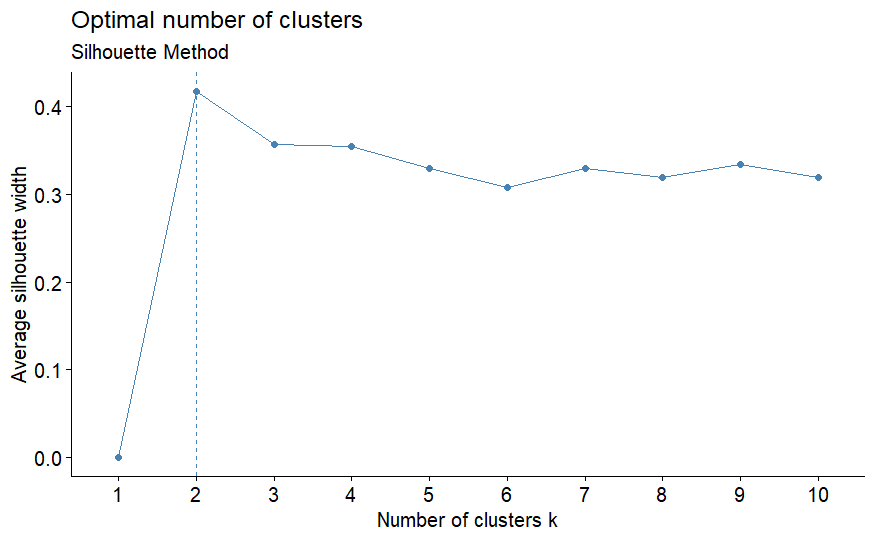 Optimal number of clusters
Silhouette Method
Average silhouette width
0.4
0.3
0.2
0.1
0.0
1 2 3 4 5 6 7 8 9 10
Number of clusters k